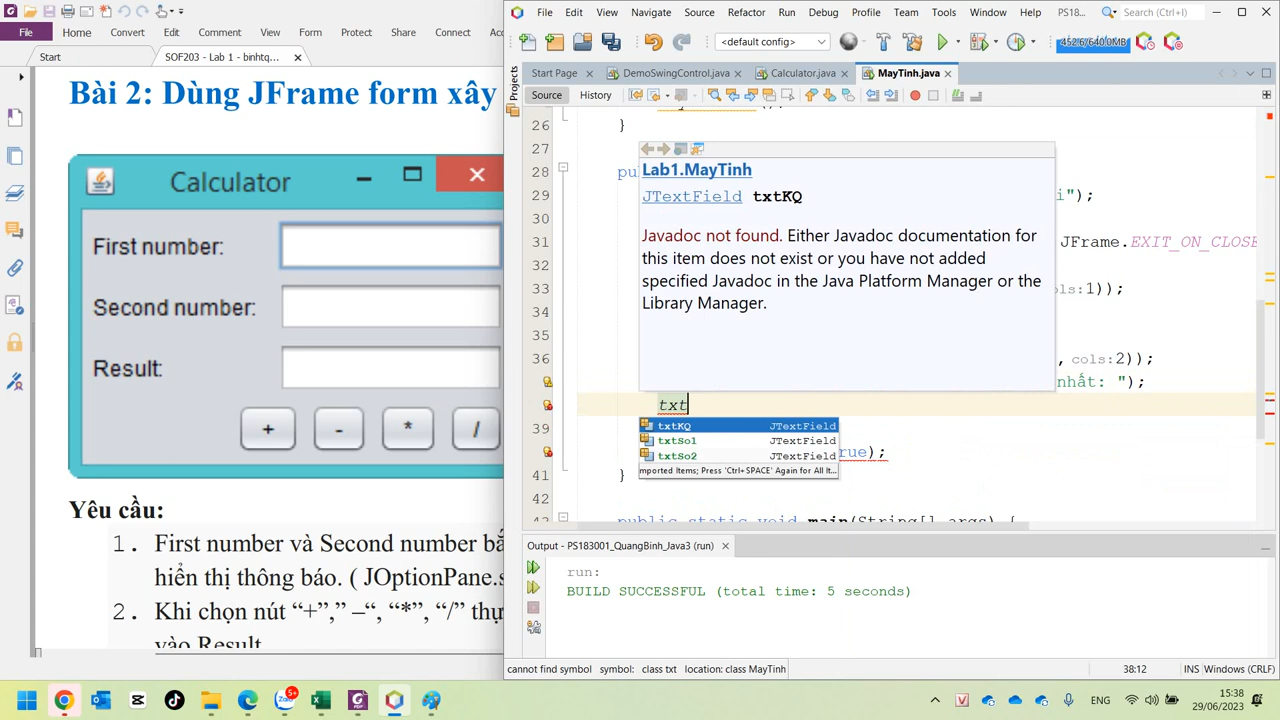 File
Home
Convert
Edit
Comment
View
Form
Protect
Share
Connect
Start
SOF203 - Lab 1 - binhtq...
Bài 2: Dùng JFrame form xây
Calculator
First number:
Second number:
Result:
+
-
*
/
Yêu cầu:
1. First number và Second number bắ
hiển thị thông báo. ( JOptionPane.s
2. Khi chọn nút “+”,” –“, “*”, “/” thự
vào Result
File Edit View Navigate Source Refactor Run Debug Profile Team Tools Window Help PS18... Search (Ctrl+I)
<default config>
452.6/640.0MB
Projects
Start Page
DemoSwingControl.java
Calculator.java
MayTinh.java
Source History
26 }
27
28 pu
29 i");
30
31 JFrame.EXIT_ON_CLOSE
32
33 ols:1));
34
35
36 , cols:2));
nhất: ");
txt
39
rue);
41 }
42
public static void main(String[] args) {
Lab1.MayTinh
JTextField txtKQ
Javadoc not found. Either Javadoc documentation for
this item does not exist or you have not added
specified Javadoc in the Java Platform Manager or the
Library Manager.
txtKQ JTextField
txtSo1 JTextField
txtSo2 JTextField
mported Items; Press 'Ctrl+SPACE' Again for All It...
Output - PS183001_QuangBinh_Java3 (run)
run:
BUILD SUCCESSFUL (total time: 5 seconds)
cannot find symbol symbol: class txt location: class MayTinh
38:12
INS Windows (CRLF)
Zalo
5+
ENG
15:38
29/06/2023